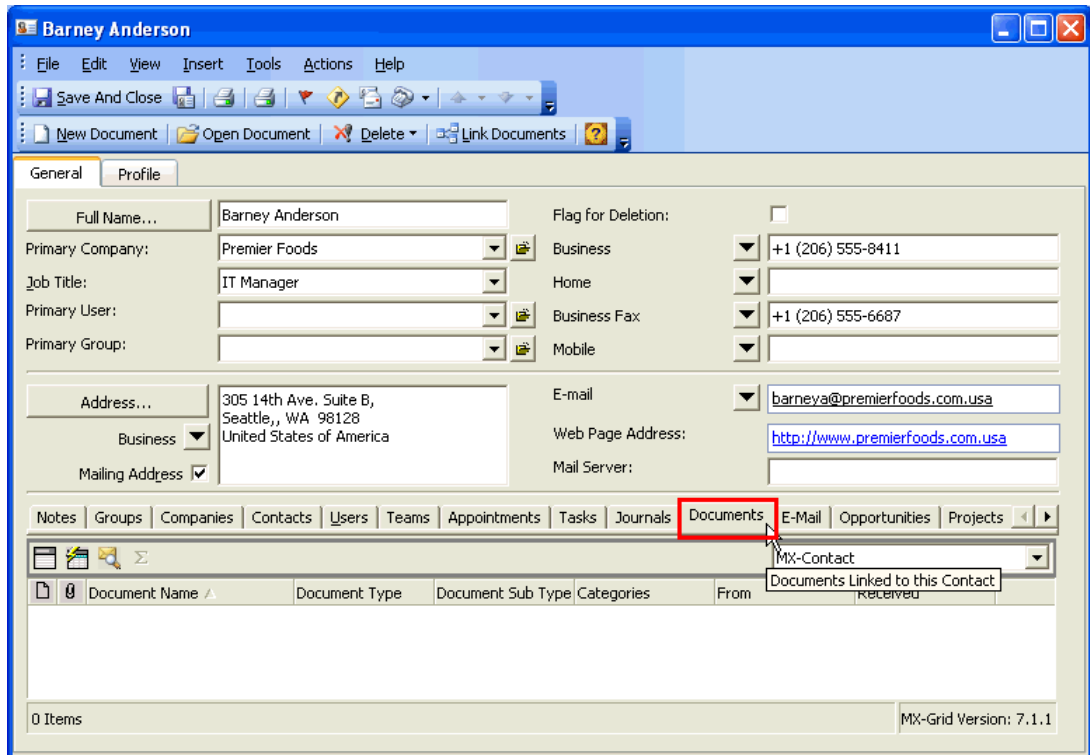 Barney Anderson
File Edit View Insert Tools Actions Help
Save And Close
New Document Open Document Delete Link Documents
General Profile
Full Name... Barney Anderson Flag for Deletion:
Primary Company: Premier Foods Business +1 (206) 555-8411
Job Title: IT Manager Home
Primary User: Business Fax +1 (206) 555-6687
Primary Group: Mobile
Address... 305 14th Ave. Suite B, E-mail barneya@premierfoods.com.usa
Seattle,, WA 98128
Business United States of America Web Page Address: http://www.premierfoods.com.usa
Mailing Address Mail Server:
Notes Groups Companies Contacts Users Teams Appointments Tasks Journals Documents E-Mail Opportunities Projects
Σ MX-Contact
Documents Linked to this Contact
Document Name Document Type Document Sub Type Categories From Received
0 Items MX-Grid Version: 7.1.1